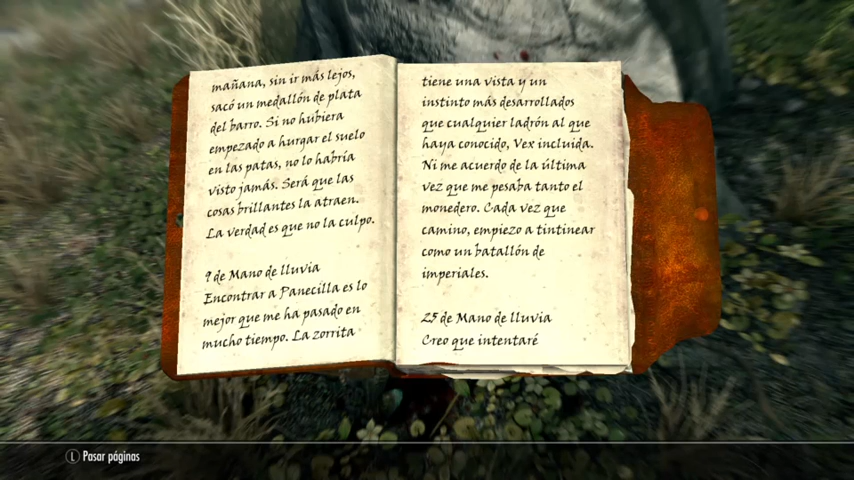 mañana, sin ir más lejos,
sacó un medallón de plata
del barro. Si no hubiera
empezado a hurgar el suelo
en las patas, no lo habría
visto jamás. Será que las
cosas brillantes la atraen.
La verdad es que no la culpo.
9 de Mano de lluvia
Encontrar a Panecilla es lo
mejor que me ha pasado en
mucho tiempo. La zorrita
tiene una vista y un
instinto más desarrollados
que cualquier ladrón al que
haya conocido, Vex incluida.
Ni me acuerdo de la última
vez que me pesaba tanto el
monedero. Cada vez que
camino, empiezo a tintinear
como un batallón de
imperiales.
25 de Mano de lluvia
Creo que intentaré
L Pasar páginas